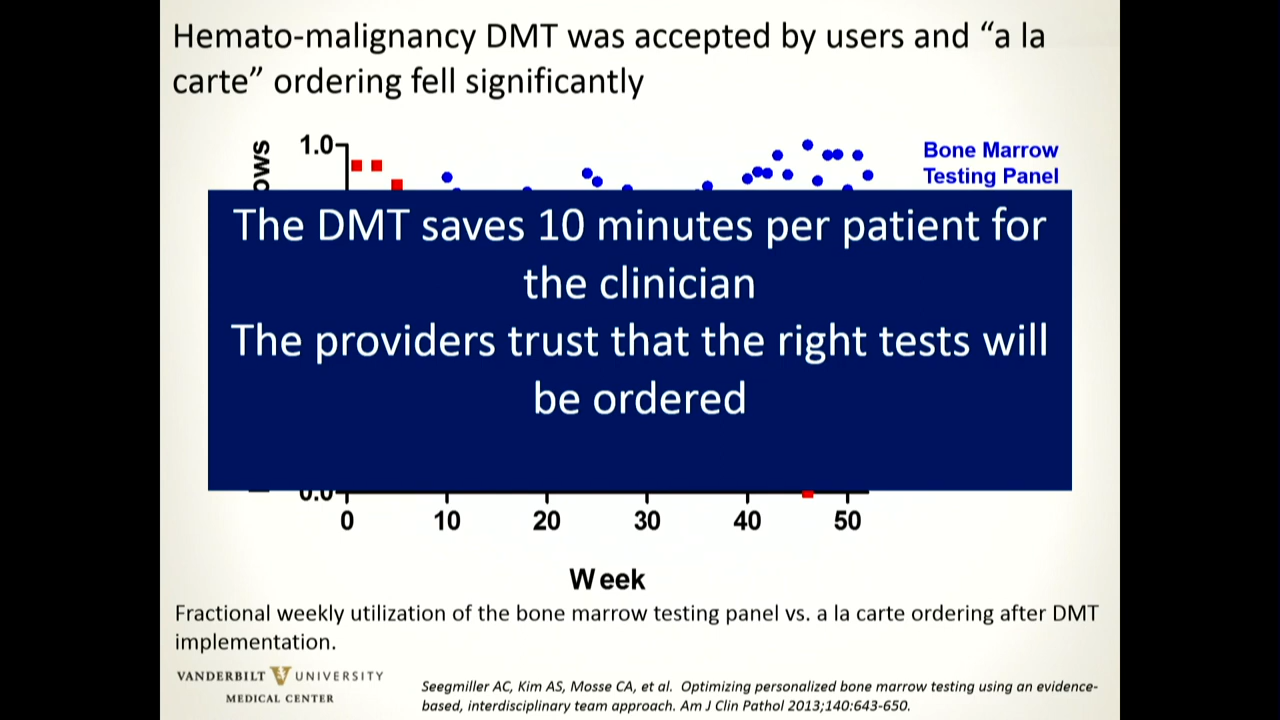 Hemato-malignancy DMT was accepted by users and “a la
carte” ordering fell significantly
1.0
Bone Marrow
Testing Panel
The DMT saves 10 minutes per patient for
the clinician
The providers trust that the right tests will
be ordered
0.0
0 10 20 30 40 50
Week
Fractional weekly utilization of the bone marrow testing panel vs. a la carte ordering after DMT
implementation.
VANDERBILT UNIVERSITY
MEDICAL CENTER
Seegmiller AC, Kim AS, Mosse CA, et al. Optimizing personalized bone marrow testing using an evidence-
based, interdisciplinary team approach. Am J Clin Pathol 2013;140:643-650.